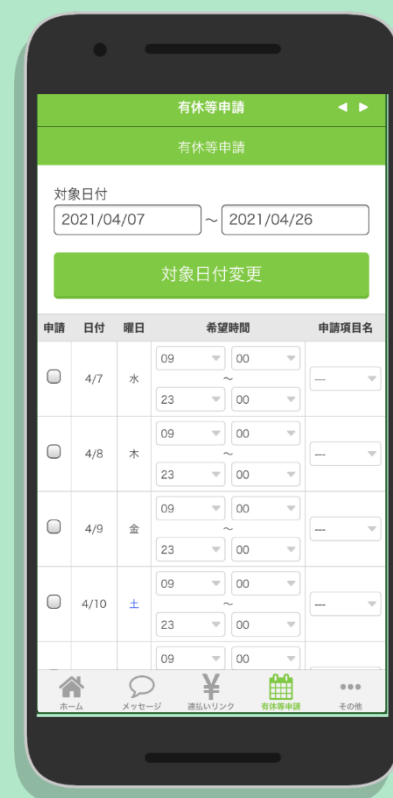 有休等申請 ◀ ▶
有休等申請
対象日付
2021/04/07 ～ 2021/04/26
対象日付変更
申請 日付 曜日 希望時間 申請項目名
09 00
4/7 水 ～ ---
23 00
09 00
4/8 木 ～ ---
23 00
09 00
4/9 金 ～ ---
23 00
09 00
4/10 土 ～ ---
23 00
09 00
ホーム メッセージ 速払いリンク 有休等申請 その他